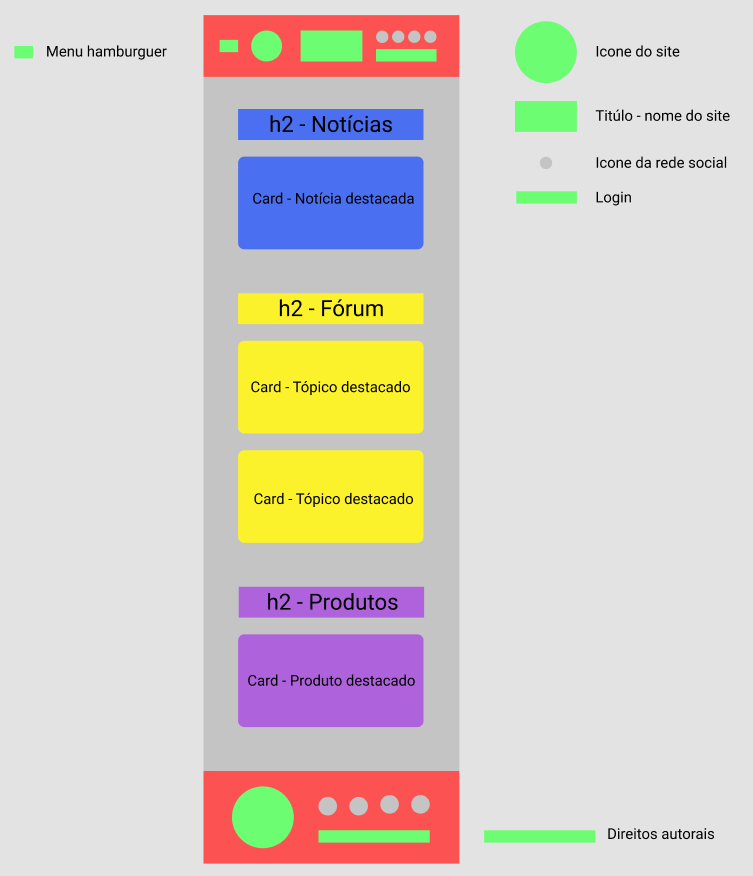 Menu hamburguer
Icone do site
Titúlo - nome do site
Icone da rede social
Login
h2 - Notícias
Card - Notícia destacada
h2 - Fórum
Card - Tópico destacado
Card - Tópico destacado
h2 - Produtos
Card - Produto destacado
Direitos autorais